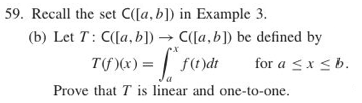 59. Recall the set C([a, b]) in Example 3.
(b) Let T: C([a, b]) → C([a, b]) be defined by
T(f)(x) = ∫ₐˣ f(t)dt for a ≤ x ≤ b.
Prove that T is linear and one-to-one.